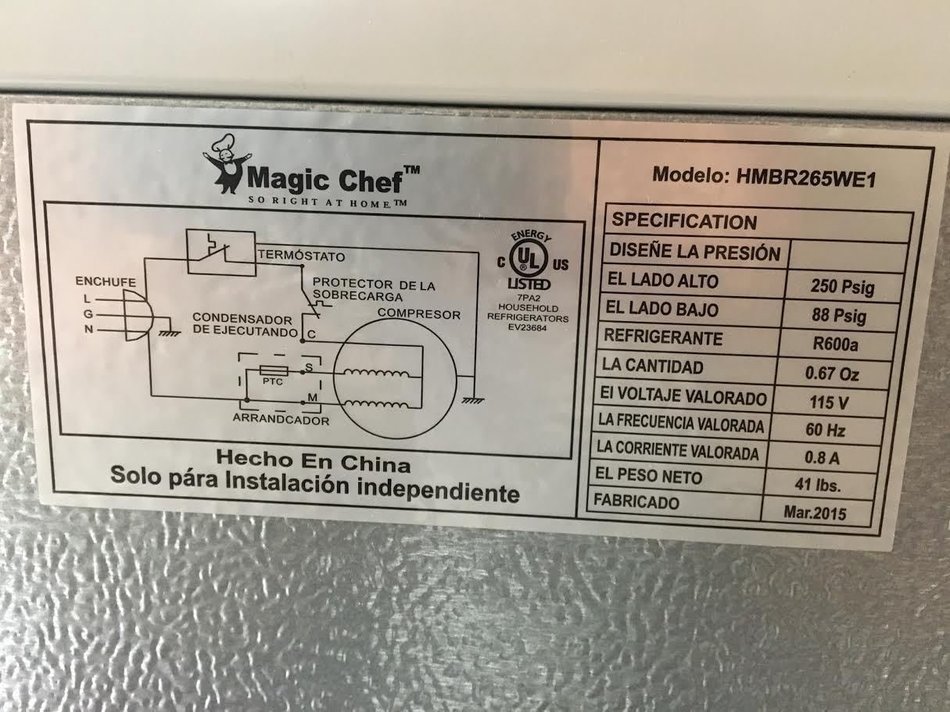 Magic Chef™
SO RIGHT AT HOME.™
TERMÓSTATO
ENCHUFE
L
G
N
PROTECTOR DE LA
SOBRECARGA
CONDENSADOR
DE EJECUTANDO
C
COMPRESOR
S
PTC
M
ARRANDCADOR
ENERGY
C UL US
LISTED
7PA2
HOUSEHOLD
REFRIGERATORS
EV23684
Hecho En China
Solo pára Instalación independiente
Modelo: HMBR265WE1
SPECIFICATION
DISEÑE LA PRESIÓN
EL LADO ALTO 250 Psig
EL LADO BAJO 88 Psig
REFRIGERANTE R600a
LA CANTIDAD 0.67 Oz
El VOLTAJE VALORADO 115 V
LA FRECUENCIA VALORADA 60 Hz
LA CORRIENTE VALORADA 0.8 A
EL PESO NETO 41 lbs.
FABRICADO Mar.2015